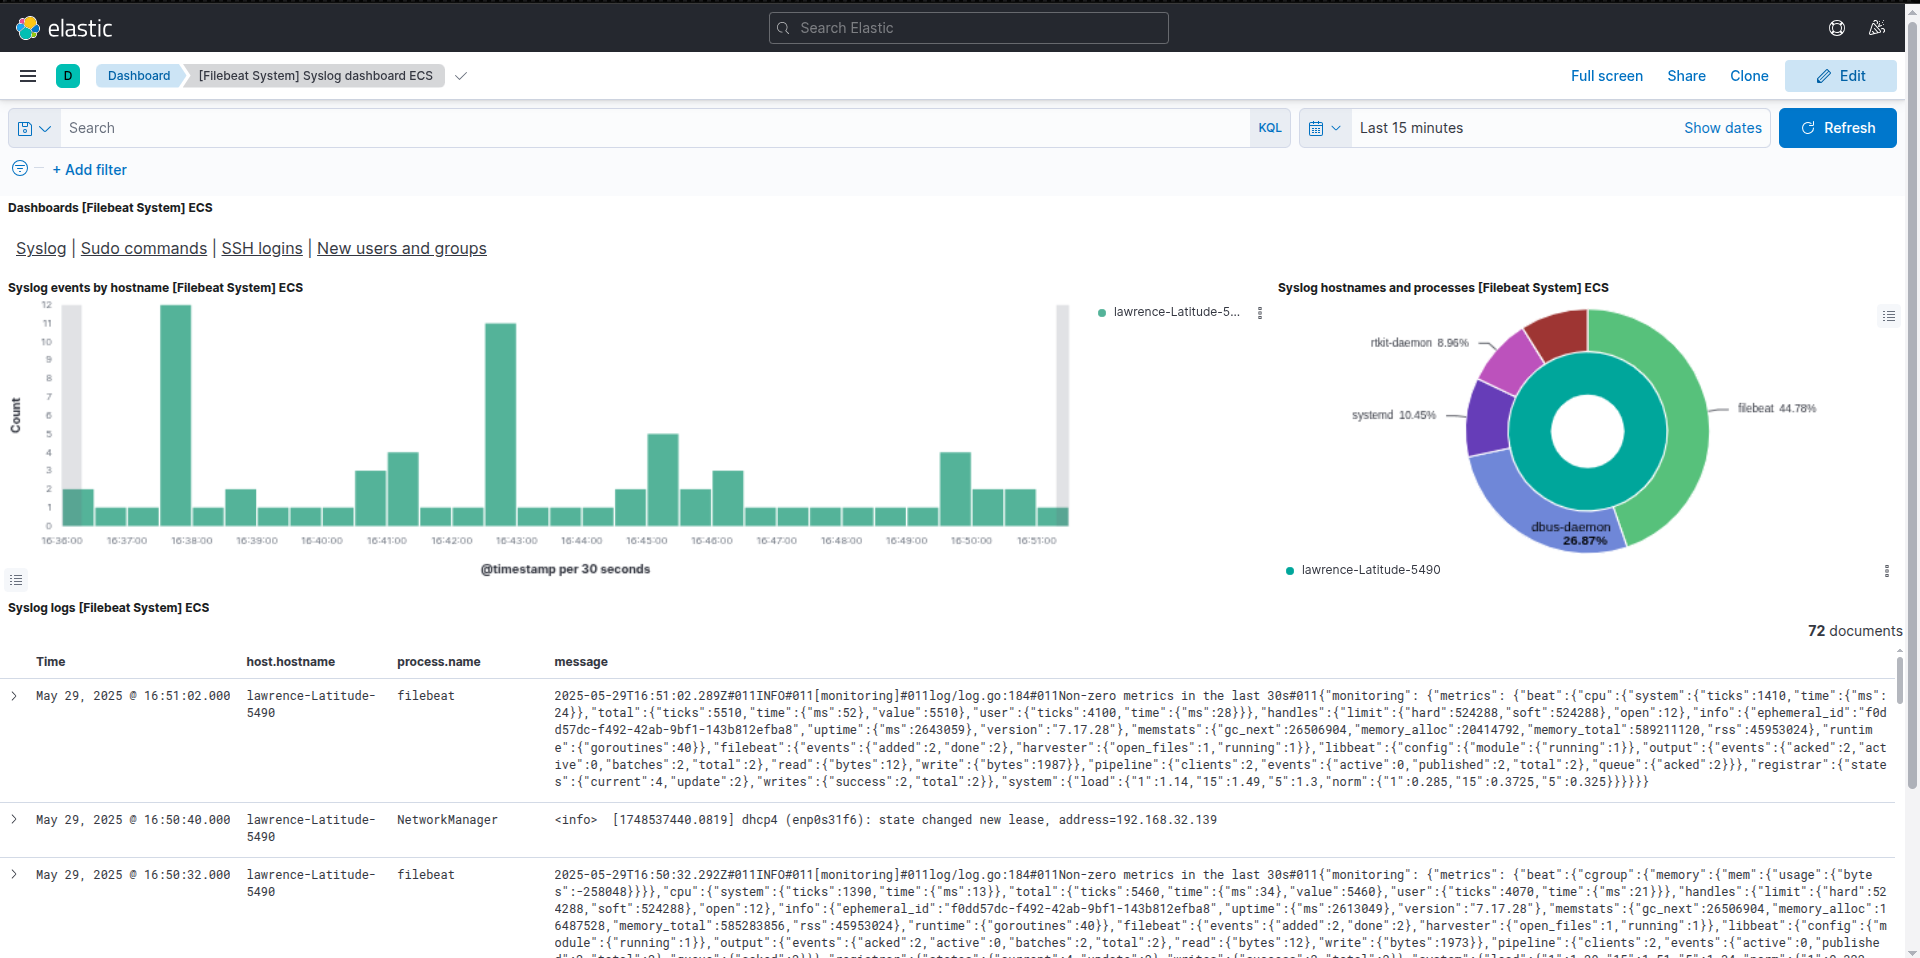 elastic
Search Elastic
D
Dashboard
[Filebeat System] Syslog dashboard ECS
Full screen
Share
Clone
Edit
Search
KQL
Last 15 minutes
Show dates
Refresh
+ Add filter
Dashboards [Filebeat System] ECS
Syslog | Sudo commands | SSH logins | New users and groups
Syslog events by hostname [Filebeat System] ECS
12
11
10
9
8
7
6
5
4
3
2
1
0
Count
16:36:00 16:37:00 16:38:00 16:39:00 16:40:00 16:41:00 16:42:00 16:43:00 16:44:00 16:45:00 16:46:00 16:47:00 16:48:00 16:49:00 16:50:00 16:51:00
@timestamp per 30 seconds
lawrence-Latitude-5...
Syslog hostnames and processes [Filebeat System] ECS
rtkit-daemon 8.96%
systemd 10.45%
filebeat 44.78%
dbus-daemon
26.87%
lawrence-Latitude-5490
Syslog logs [Filebeat System] ECS
72 documents
Time host.hostname process.name message
May 29, 2025 @ 16:51:02.000
lawrence-Latitude-
5490
filebeat
2025-05-29T16:51:02.289Z#011INFO#011[monitoring]#011log/log.go:184#011Non-zero metrics in the last 30s#011{"monitoring": {"metrics": {"beat":{"cpu":{"system":{"ticks":1410,"time":{"ms":
24}},"total":{"ticks":5510,"time":{"ms":52},"value":5510},"user":{"ticks":4100,"time":{"ms":28}}},"handles":{"limit":{"hard":524288,"soft":524288},"open":12},"info":{"ephemeral_id":"f0d
d57dc-f492-42ab-9bf1-143b812efba8","uptime":{"ms":2643059},"version":"7.17.28"},"memstats":{"gc_next":26506904,"memory_alloc":20414792,"memory_total":589211120,"rss":45953024},"runtim
e":{"goroutines":40}},"filebeat":{"events":{"added":2,"done":2},"harvester":{"open_files":1,"running":1}},"libbeat":{"config":{"module":{"running":1}},"output":{"events":{"acked":2,"act
ive":0,"batches":2,"total":2},"read":{"bytes":12},"write":{"bytes":1987}},"pipeline":{"clients":2,"events":{"active":0,"published":2,"total":2},"queue":{"acked":2}}},"registrar":{"state
s":{"current":4,"update":2},"writes":{"success":2,"total":2}},"system":{"load":{"1":1.14,"15":1.49,"5":1.3,"norm":{"1":0.285,"15":0.3725,"5":0.325}}}}}}
May 29, 2025 @ 16:50:40.000
lawrence-Latitude-
5490
NetworkManager
<info>  [1748537440.0819] dhcp4 (enp0s31f6): state changed new lease, address=192.168.32.139
May 29, 2025 @ 16:50:32.000
lawrence-Latitude-
5490
filebeat
2025-05-29T16:50:32.292Z#011INFO#011[monitoring]#011log/log.go:184#011Non-zero metrics in the last 30s#011{"monitoring": {"metrics": {"beat":{"cgroup":{"memory":{"mem":{"usage":{"byte
s":-258048}}}},"cpu":{"system":{"ticks":1390,"time":{"ms":13}},"total":{"ticks":5460,"time":{"ms":34},"value":5460},"user":{"ticks":4070,"time":{"ms":21}}},"handles":{"limit":{"hard":52
4288,"soft":524288},"open":12},"info":{"ephemeral_id":"f0dd57dc-f492-42ab-9bf1-143b812efba8","uptime":{"ms":2613049},"version":"7.17.28"},"memstats":{"gc_next":26506904,"memory_alloc":1
6487528,"memory_total":585283856,"rss":45953024},"runtime":{"goroutines":40}},"filebeat":{"events":{"added":2,"done":2},"harvester":{"open_files":1,"running":1}},"libbeat":{"config":{"m
odule":{"running":1}},"output":{"events":{"acked":2,"active":0,"batches":2,"total":2},"read":{"bytes":12},"write":{"bytes":1973}},"pipeline":{"clients":2,"events":{"active":0,"publishe